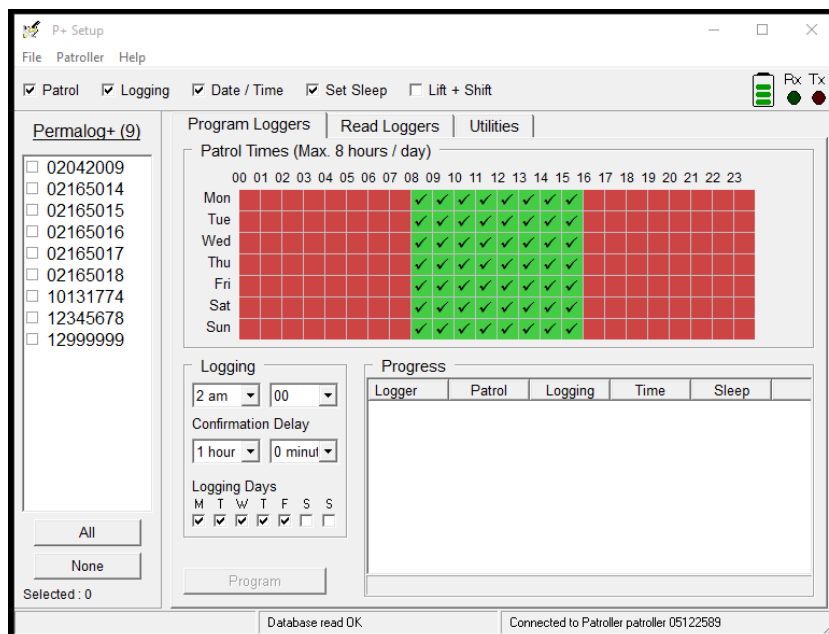 P+ Setup
File Patroller Help
Patrol Logging Date / Time Set Sleep Lift + Shift
Rx Tx
Permalog+ (9)
02042009
02165014
02165015
02165016
02165017
02165018
10131774
12345678
12999999
All
None
Selected : 0
Program Loggers Read Loggers Utilities
Patrol Times (Max. 8 hours / day)
00 01 02 03 04 05 06 07 08 09 10 11 12 13 14 15 16 17 18 19 20 21 22 23
Mon
Tue
Wed
Thu
Fri
Sat
Sun
Logging
2 am 00
Confirmation Delay
1 hour 0 minut
Logging Days
M T W T F S S
Program
Progress
Logger Patrol Logging Time Sleep
Database read OK
Connected to Patroller patroller 05122589